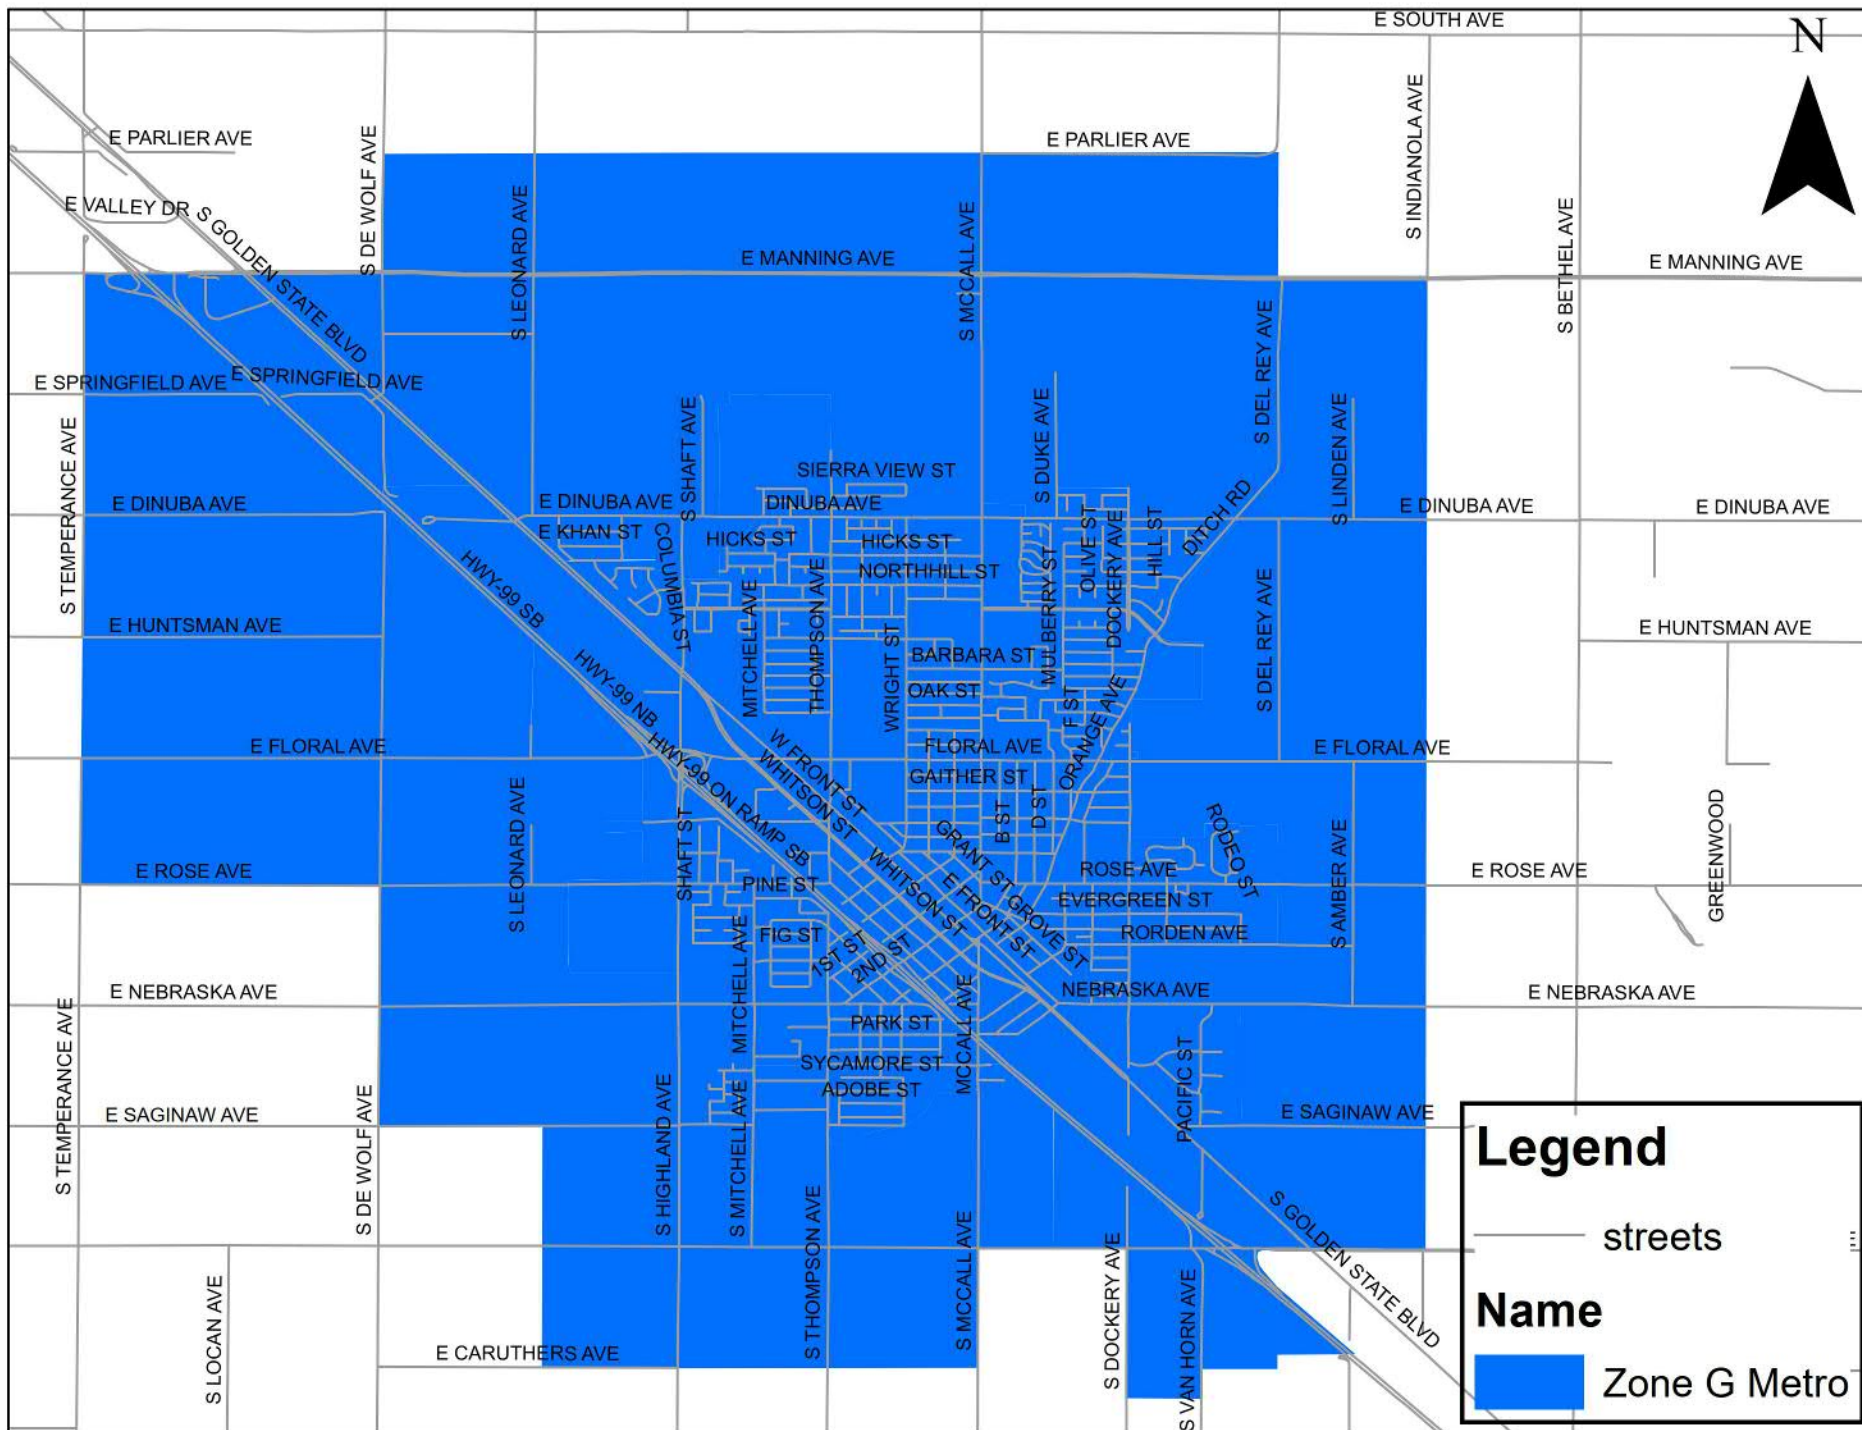 E SOUTH AVE
N
E PARLIER AVE
E PARLIER AVE
S DE WOLF AVE
S INDIANOLA AVE
E VALLEY DR
S GOLDEN STATE BLVD
S LEONARD AVE
S MCCALL AVE
S BETHEL AVE
E MANNING AVE
E MANNING AVE
S DEL REY AVE
E SPRINGFIELD AVE
E SPRINGFIELD AVE
S TEMPERANCE AVE
S SHAFT AVE
S DUKE AVE
S LINDEN AVE
SIERRA VIEW ST
E DINUBA AVE
E DINUBA AVE
DINUBA AVE
E DINUBA AVE
E DINUBA AVE
E KHAN ST
COLUMBIA ST
HICKS ST
HICKS ST
OLIVE ST
DOCKERY AVE
HILL ST
DITCH RD
HWY-99 SB
NORTHHILL ST
MULBERRY ST
MITCHELL AVE
THOMPSON AVE
S DEL REY AVE
E HUNTSMAN AVE
E HUNTSMAN AVE
WRIGHT ST
BARBARA ST
HWY-99 NB
OAK ST
F ST
ORANGE AVE
E FLORAL AVE
W FRONT ST
FLORAL AVE
E FLORAL AVE
HWY-99 ON RAMP SB
WHITSON ST
GAITHER ST
S LEONARD AVE
SHAFT ST
B ST
D ST
RODEO ST
GREENWOOD
GRANT ST
S AMBER AVE
E ROSE AVE
PINE ST
WHITSON ST
E FRONT ST
GROVE ST
ROSE AVE
E ROSE AVE
EVERGREEN ST
MITCHELL AVE
FIG ST
1ST ST
2ND ST
RORDEN AVE
E NEBRASKA AVE
MCCALL AVE
NEBRASKA AVE
E NEBRASKA AVE
S TEMPERANCE AVE
PARK ST
PACIFIC ST
SYCAMORE ST
ADOBE ST
E SAGINAW AVE
S DE WOLF AVE
S HIGHLAND AVE
S MITCHELL AVE
E SAGINAW AVE
S THOMPSON AVE
S MCCALL AVE
S DOCKERY AVE
S VAN HORN AVE
S GOLDEN STATE BLVD
S LOCAN AVE
E CARUTHERS AVE
Legend
streets
Name
Zone G Metro